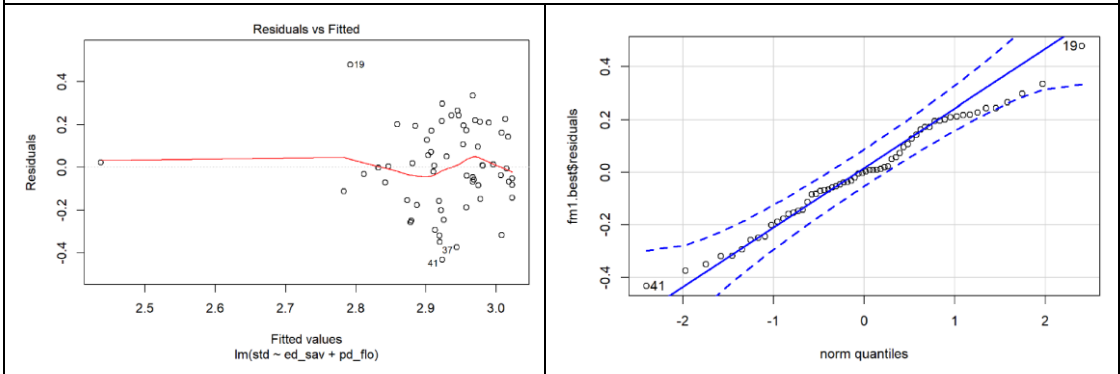 Residuals vs Fitted
Residuals
0.4
0.2
0.0
-0.2
-0.4
19
37
41
2.5 2.6 2.7 2.8 2.9 3.0
Fitted values
lm(std ~ ed_sav + pd_flo)
fm1.best$residuals
0.4
0.2
0.0
-0.2
-0.4
19
41
-2 -1 0 1 2
norm quantiles